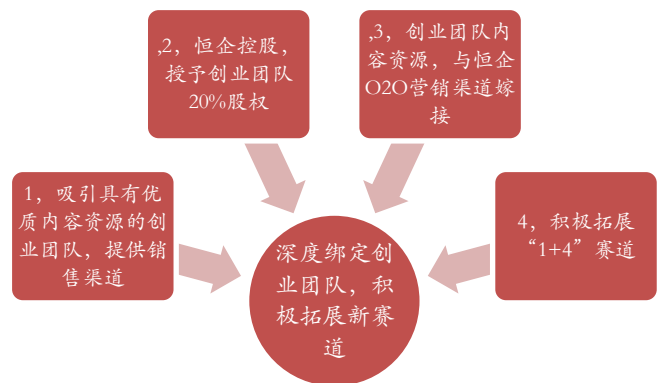 ,2，恒企控股，
授予创业团队
20%股权
,3，创业团队内
容资源，与恒企
O2O营销渠道嫁
接
1，吸引具有优
质内容资源的创
业团队，提供销
售渠道
4，积极拓展
“1+4”赛道
深度绑定创
业团队，积
极拓展新赛
道